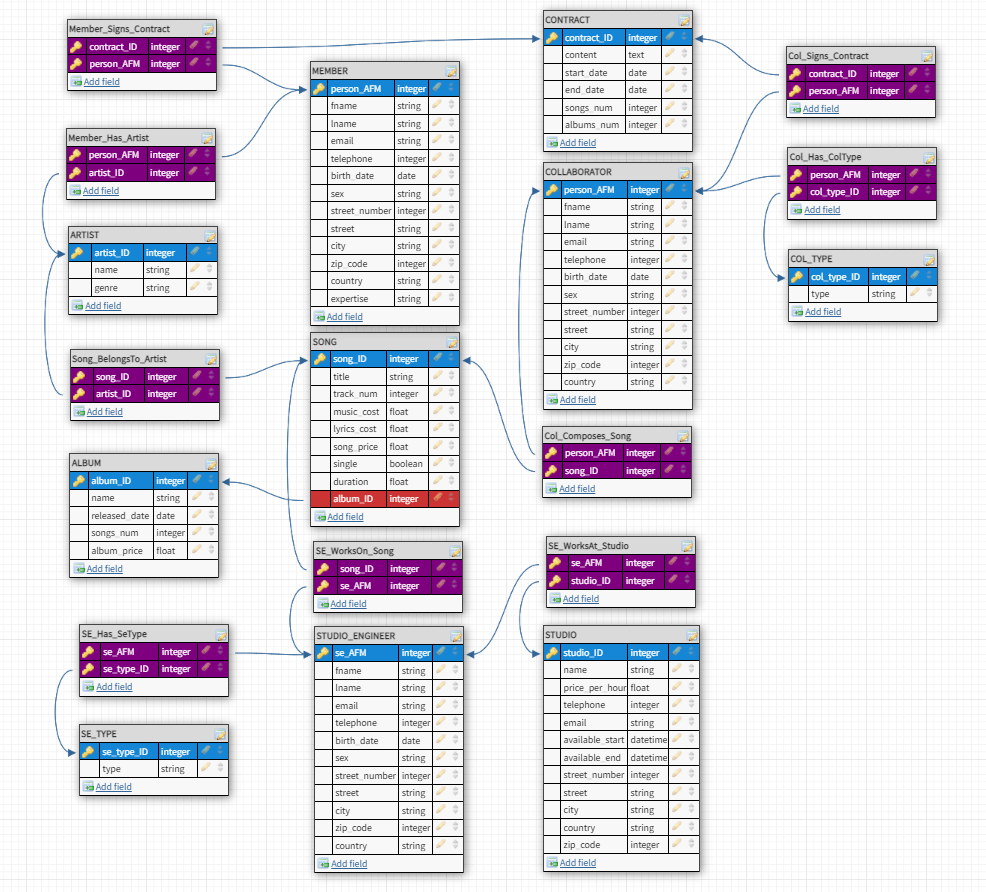 Member_Signs_Contract
contract_ID integer
person_AFM integer
Add field
Member_Has_Artist
person_AFM integer
artist_ID integer
Add field
ARTIST
artist_ID integer
name string
genre string
Add field
Song_BelongsTo_Artist
song_ID integer
artist_ID integer
Add field
ALBUM
album_ID integer
name string
released_date date
songs_num integer
album_price float
Add field
SE_Has_SeType
se_AFM integer
se_type_ID integer
Add field
SE_TYPE
se_type_ID integer
type string
Add field
MEMBER
person_AFM integer
fname string
lname string
email string
telephone integer
birth_date date
sex string
street_number integer
street string
city string
zip_code integer
country string
expertise string
Add field
SONG
song_ID integer
title string
track_num integer
music_cost float
lyrics_cost float
song_price float
single boolean
duration float
album_ID integer
Add field
SE_WorksOn_Song
song_ID integer
se_AFM integer
Add field
STUDIO_ENGINEER
se_AFM integer
fname string
lname string
email string
telephone integer
birth_date date
sex string
street_number integer
street string
city string
zip_code integer
country string
Add field
CONTRACT
contract_ID integer
content text
start_date date
end_date date
songs_num integer
albums_num integer
Add field
COLLABORATOR
person_AFM integer
fname string
lname string
email string
telephone integer
birth_date date
sex string
street_number integer
street string
city string
zip_code integer
country string
Add field
Col_Composes_Song
person_AFM integer
song_ID integer
Add field
SE_WorksAt_Studio
se_AFM integer
studio_ID integer
Add field
STUDIO
studio_ID integer
name string
price_per_hour float
telephone integer
email string
available_start datetime
available_end datetime
street_number integer
street string
city string
country string
zip_code integer
Add field
Col_Signs_Contract
contract_ID integer
person_AFM integer
Add field
Col_Has_ColType
person_AFM integer
col_type_ID integer
Add field
COL_TYPE
col_type_ID integer
type string
Add field